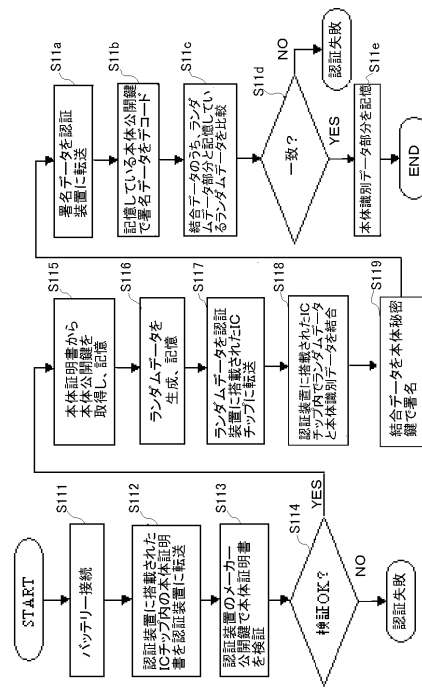 START
S111
バッテリー接続
S112
認証装置に搭載された
ICチップ内の本体証明
書を認証装置に転送
S113
認証装置のメーカー
公開鍵で本体証明書
を検証
S114
検証OK?
YES
NO
認証失敗
S115
本体証明書から
本体公開鍵を
取得し、記憶
S116
ランダムデータを
生成、記憶
S117
ランダムデータを認証
装置に搭載されたIC
チップに転送
S118
認証装置に搭載されたIC
チップ内でランダムデータ
と本体識別データを結合
S119
結合データを本体秘密
鍵で署名
S11a
署名データを認証
装置に転送
S11b
記憶している本体公開鍵
で署名データをデコード
S11c
結合データのうち、ランダ
ムデータ部分と記憶してい
るランダムデータを比較
S11d
一致?
NO
認証失敗
YES
S11e
本体識別データ部分を記憶
END